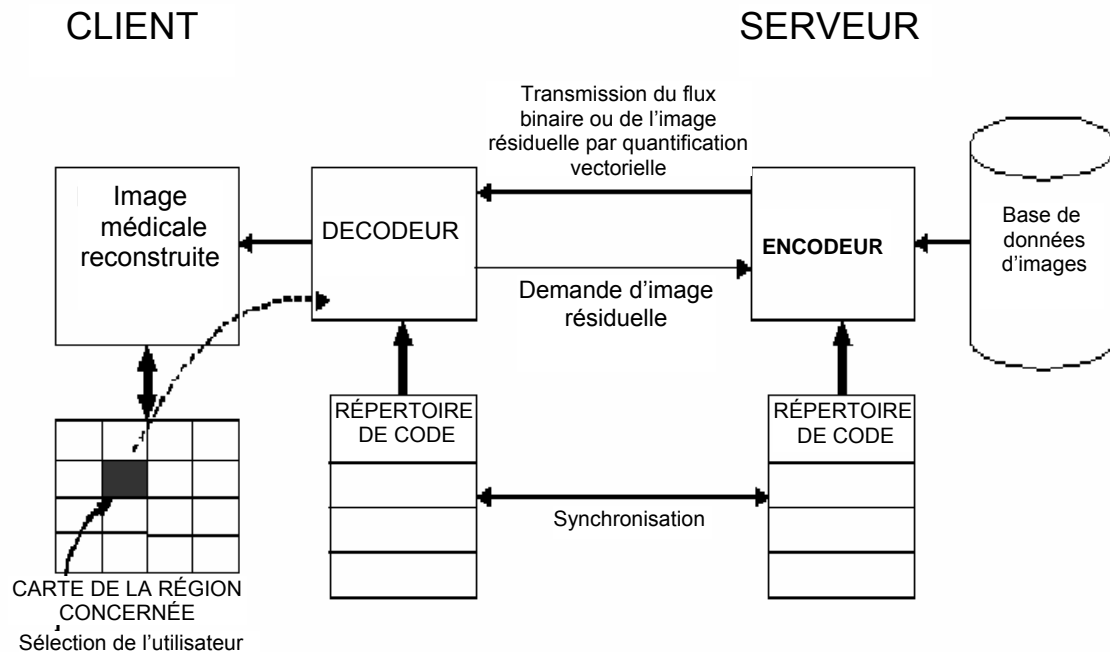 CLIENT
SERVEUR
Transmission du flux
binaire ou de l'image
résiduelle par quantification
vectorielle
Image
médicale
reconstruite
DECODEUR
ENCODEUR
Base de
données
d'images
Demande d'image
résiduelle
RÉPERTOIRE
DE CODE
RÉPERTOIRE
DE CODE
Synchronisation
CARTE DE LA RÉGION
CONCERNÉE
Sélection de l'utilisateur